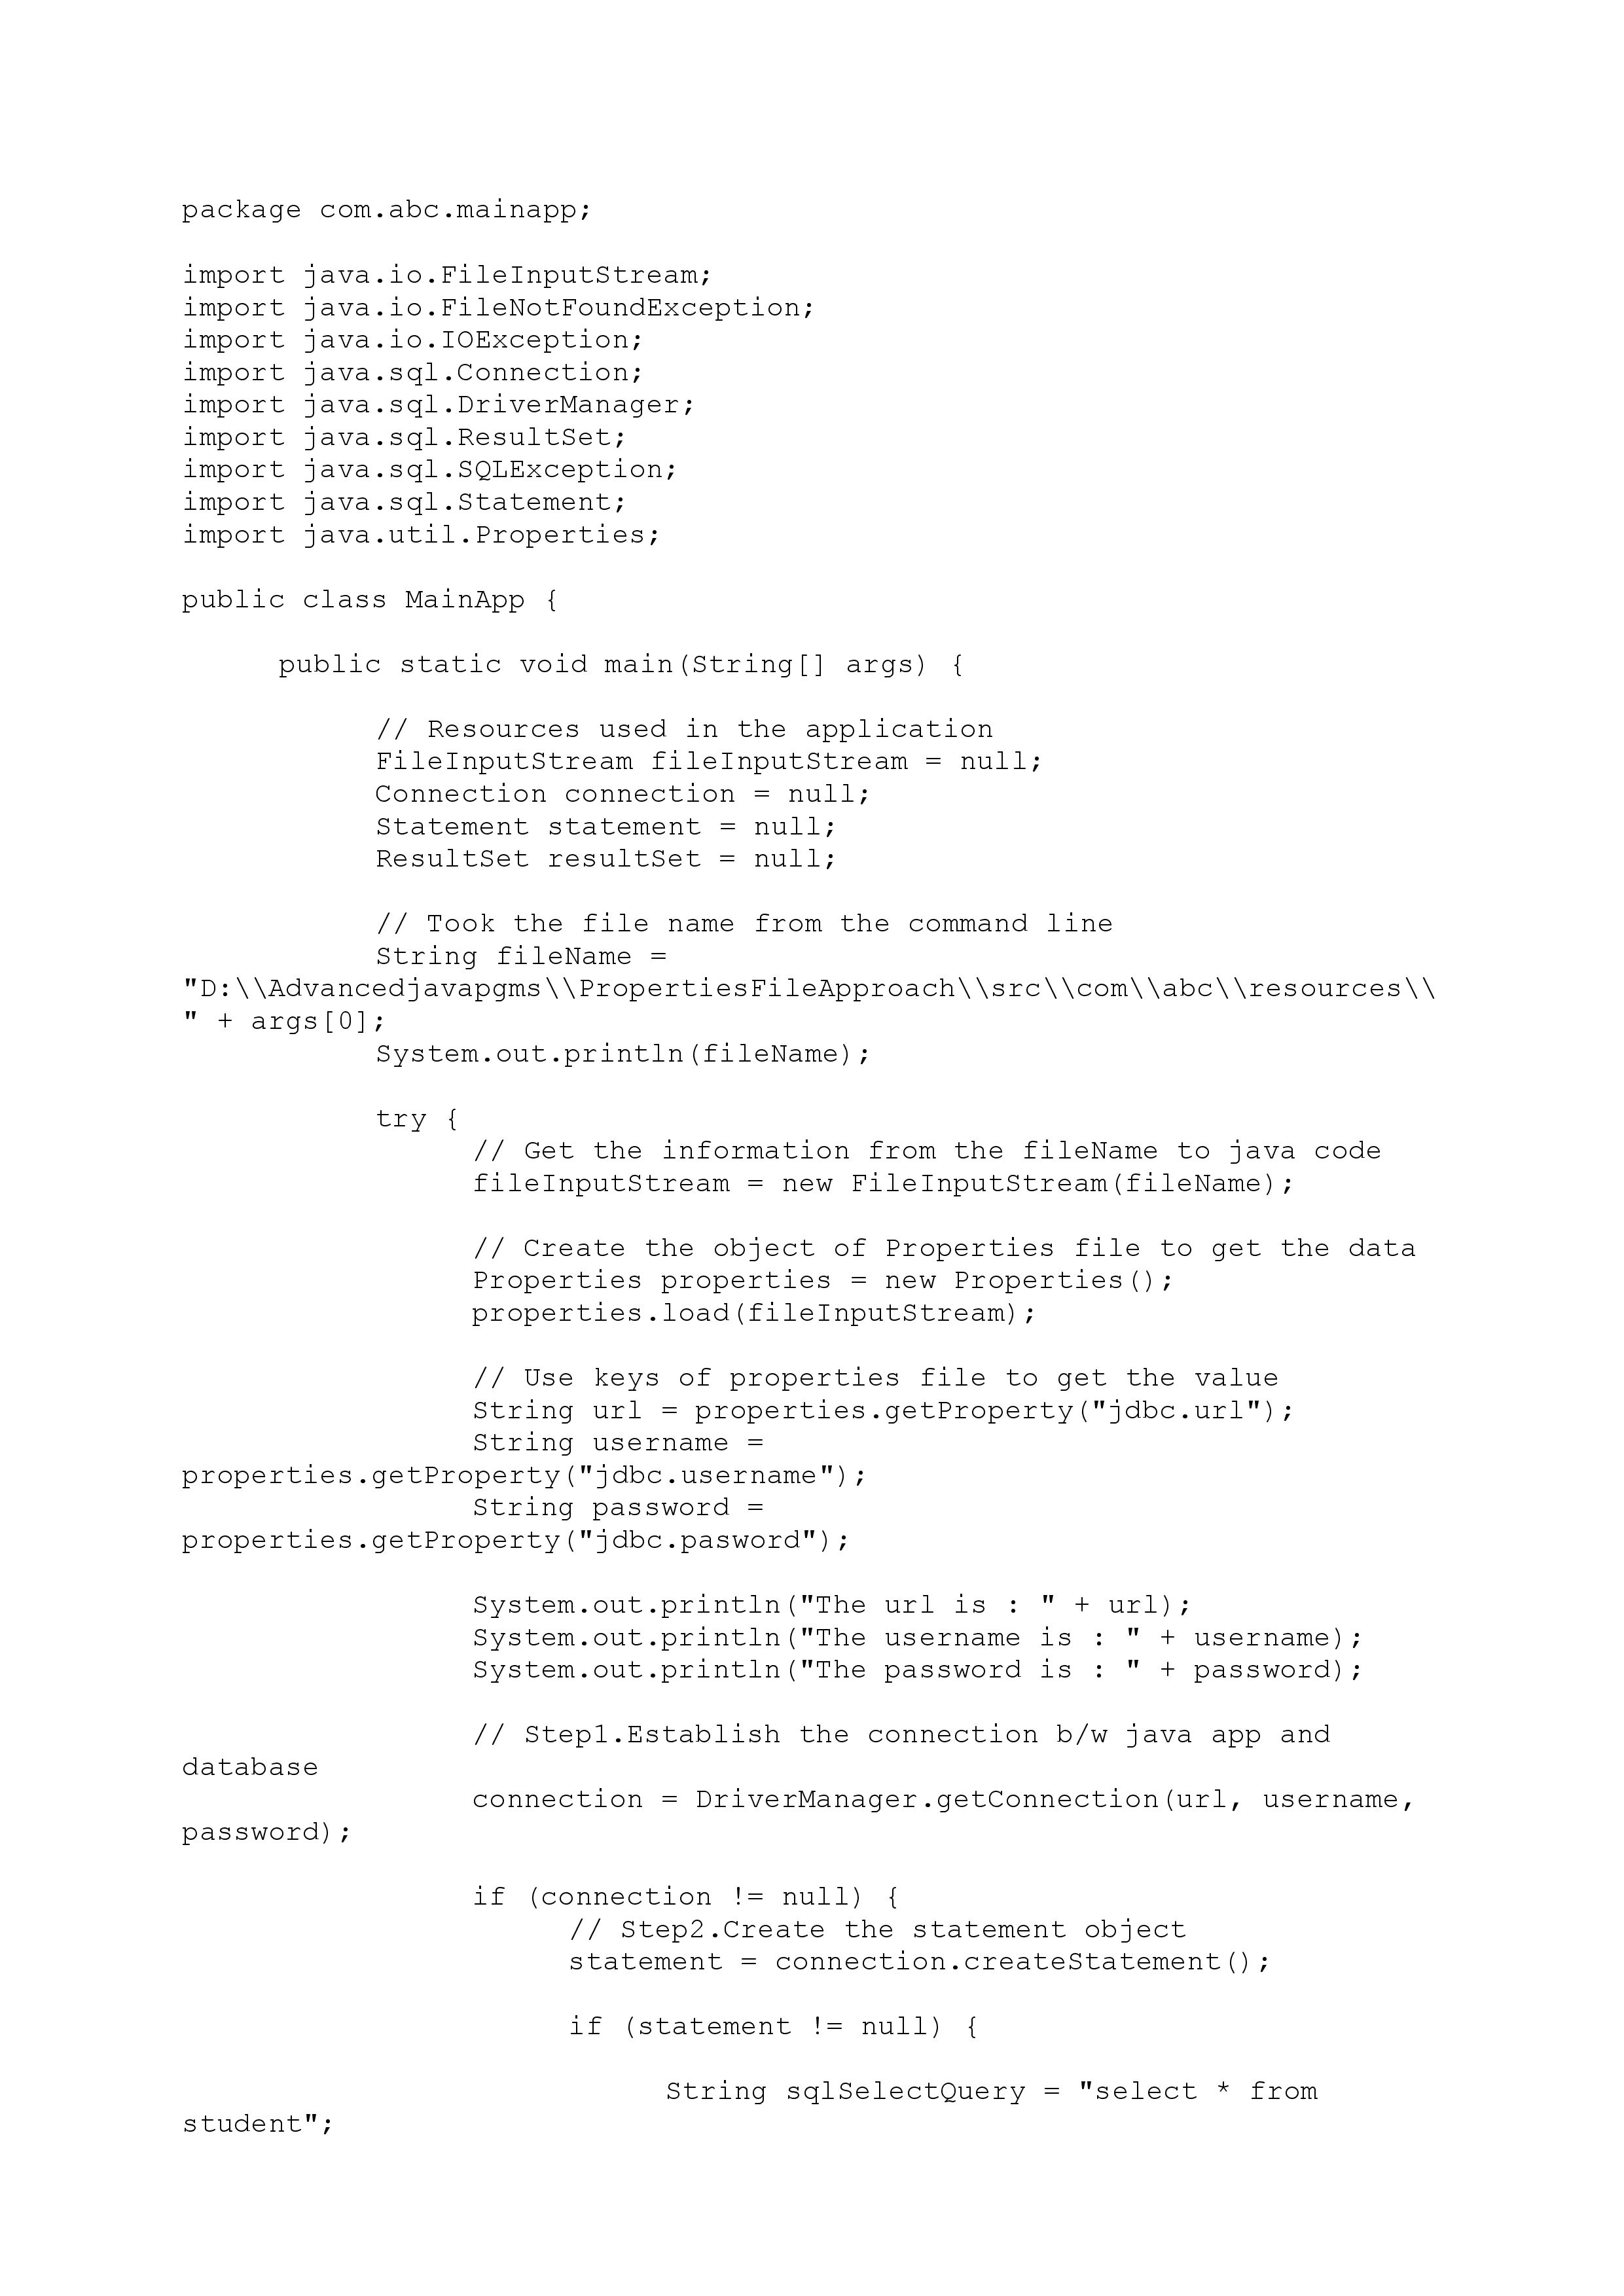 package com.abc.mainapp;
import java.io.FileInputStream;
import java.io.FileNotFoundException;
import java.io.IOException;
import java.sql.Connection;
import java.sql.DriverManager;
import java.sql.ResultSet;
import java.sql.SQLException;
import java.sql.Statement;
import java.util.Properties;
public class MainApp {
public static void main(String[] args) {
// Resources used in the application
FileInputStream fileInputStream = null;
Connection connection = null;
Statement statement = null;
ResultSet resultSet = null;
// Took the file name from the command line
String fileName =
"D:\\Advancedjavapgms\\PropertiesFileApproach\\src\\com\\abc\\resources\\
" + args[0];
System.out.println(fileName);
try {
// Get the information from the fileName to java code
fileInputStream = new FileInputStream(fileName);
// Create the object of Properties file to get the data
Properties properties = new Properties();
properties.load(fileInputStream);
// Use keys of properties file to get the value
String url = properties.getProperty("jdbc.url");
String username =
properties.getProperty("jdbc.username");
String password =
properties.getProperty("jdbc.pasword");
System.out.println("The url is : " + url);
System.out.println("The username is : " + username);
System.out.println("The password is : " + password);
// Step1.Establish the connection b/w java app and
database
connection = DriverManager.getConnection(url, username,
password);
if (connection != null) {
// Step2.Create the statement object
statement = connection.createStatement();
if (statement != null) {
String sqlSelectQuery = "select * from
student";